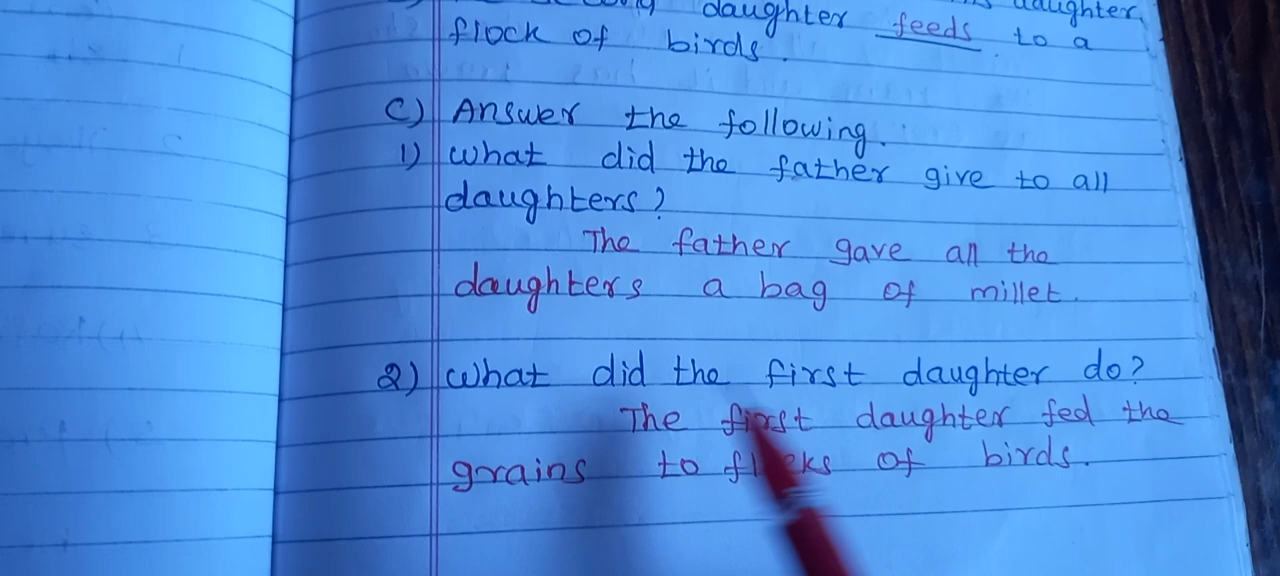 daughter feeds to a
flock of birds.
C) Answer the following.
1) What did the father give to all
daughters?
The father gave all the
daughters a bag of millet.
2) What did the first daughter do?
The first daughter fed the
grains to of birds.